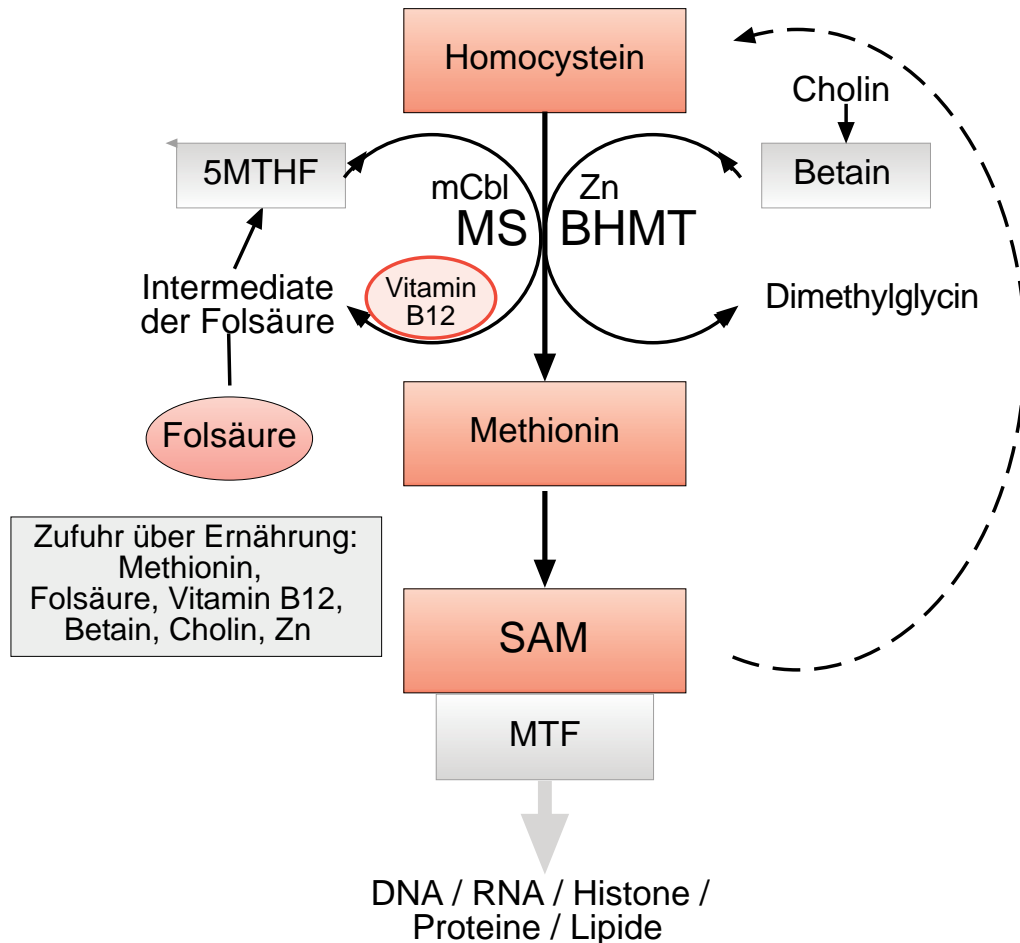 Homocystein
Cholin
5MTHF
Betain
mCbl
Zn
MS
BHMT
Intermediate
der Folsäure
Vitamin
B12
Dimethylglycin
Folsäure
Methionin
Zufuhr über Ernährung:
Methionin,
Folsäure, Vitamin B12,
Betain, Cholin, Zn
SAM
MTF
DNA / RNA / Histone /
Proteine / Lipide